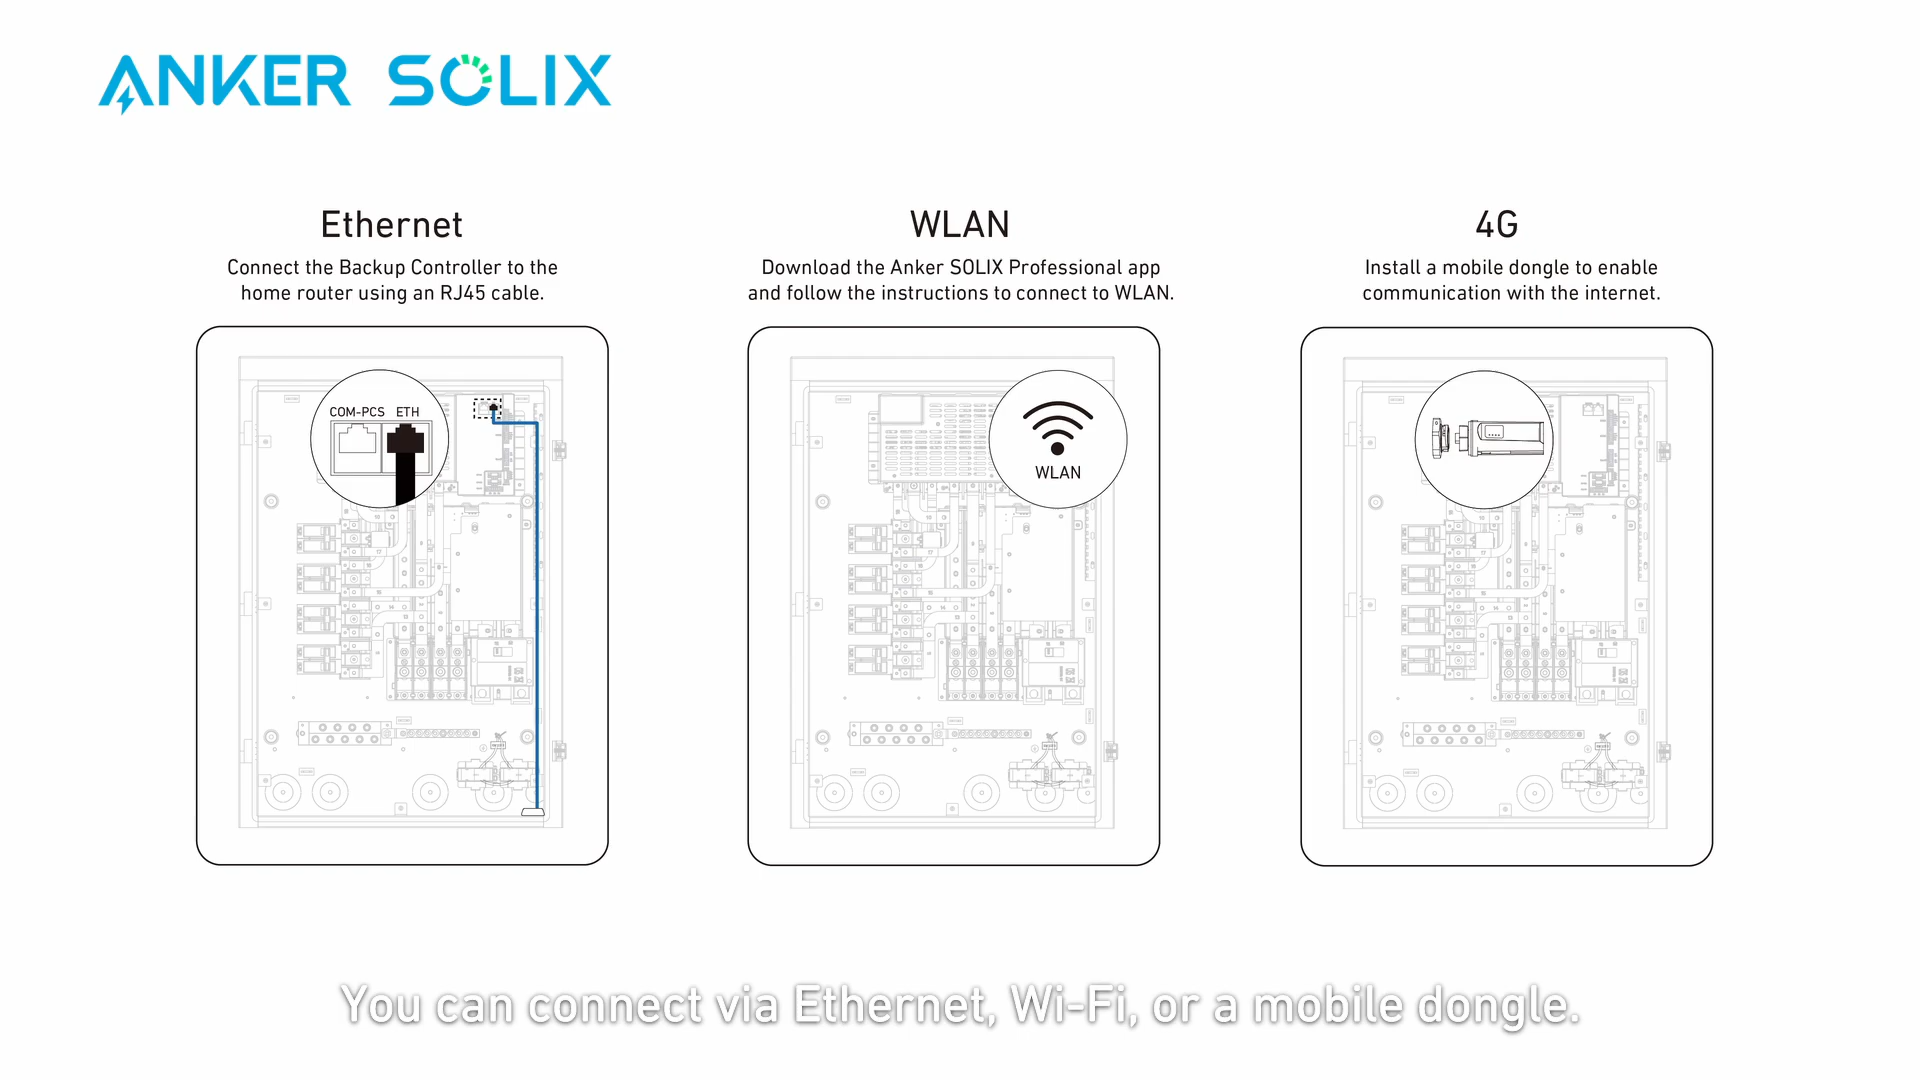 ANKER SOLIX
Ethernet
Connect the Backup Controller to the
home router using an RJ45 cable.
COM-PCS ETH
WLAN
Download the Anker SOLIX Professional app
and follow the instructions to connect to WLAN.
WLAN
4G
Install a mobile dongle to enable
communication with the internet.
You can connect via Ethernet, Wi-Fi, or a mobile dongle.